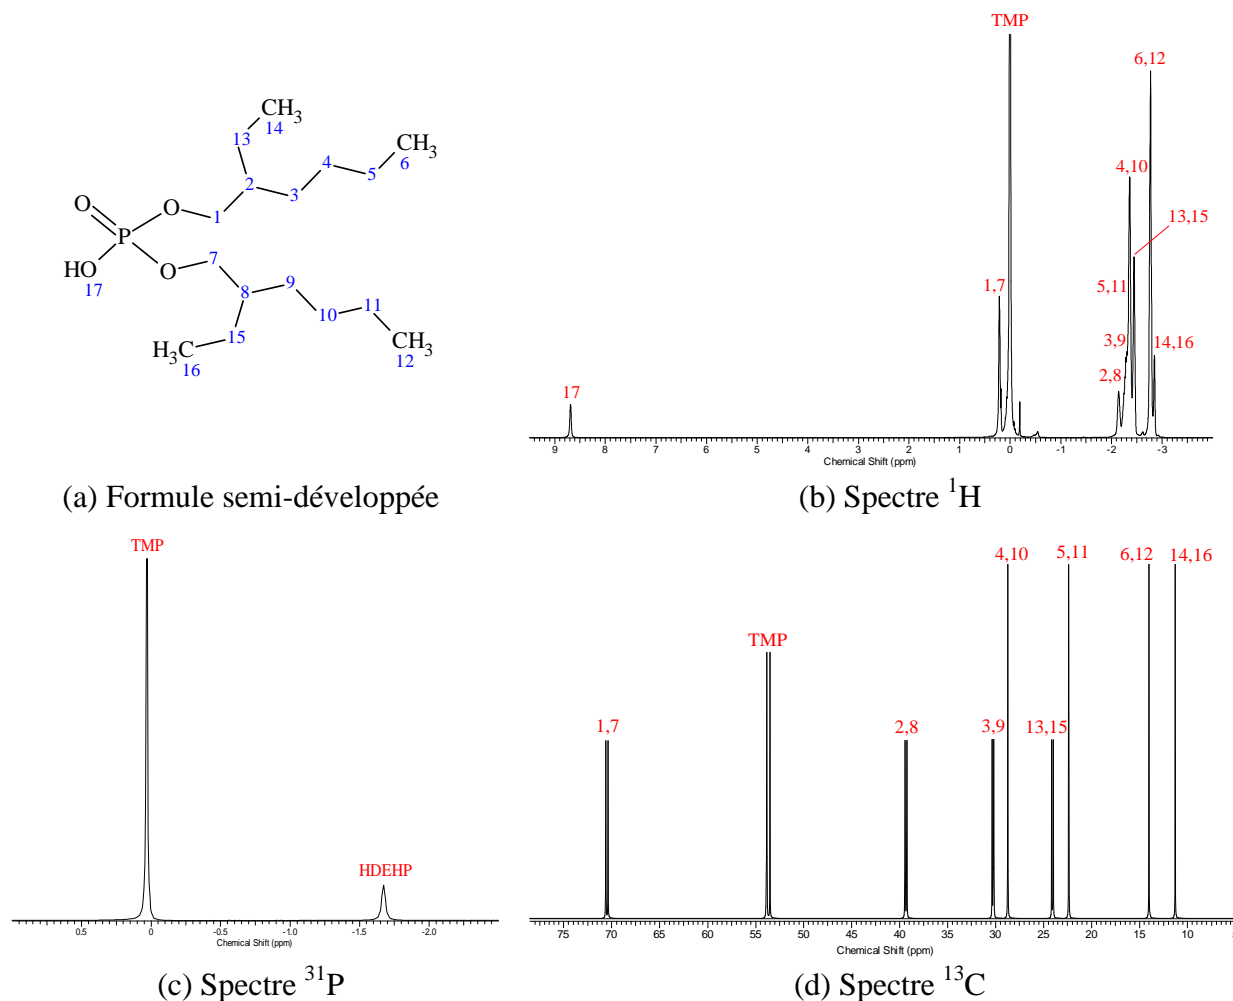 CH3
14
13
CH3
6
4
5
2
3
O
O
1
P
HO
17
O
7
8
9
10
11
15
H3C
16
CH3
12
(a) Formule semi-développée
TMP
6,12
4,10
13,15
5,11
1,7
3,9
14,16
2,8
17
9 8 7 6 5 4 3 2 1 0 -1 -2 -3
Chemical Shift (ppm)
(b) Spectre 1H
TMP
HDEHP
0.5 0 -0.5 -1.0 -1.5 -2.0
Chemical Shift (ppm)
(c) Spectre 31P
4,10 5,11 6,12 14,16
TMP
1,7 2,8 3,9 13,15
75 70 65 60 55 50 45 40 35 30 25 20 15 10
Chemical Shift (ppm)
(d) Spectre 13C